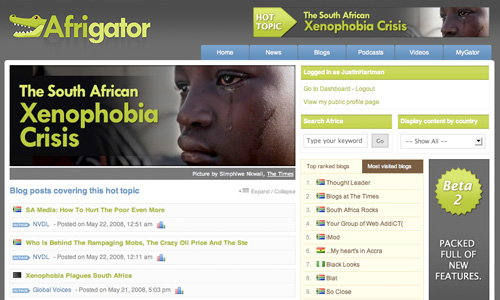 Afrigator
HOT TOPIC
The South African
Xenophobia Crisis
Home
News
Blogs
Podcasts
Videos
MyGator
The South African
Xenophobia
Crisis
Picture by Simphiwe Nkwali, The Times
Blog posts covering this hot topic
Expand / Collapse
SA Media: How To Hurt The Poor Even More
NVDL - Posted on May 22, 2008, 12:51 am
Who Is Behind The Rampaging Mobs, The Crazy Oil Price And The Ste
NVDL - Posted on May 22, 2008, 12:11 am
Xenophobia Plagues South Africa
Global Voices - Posted on May 21, 2008, 5:03 pm
Logged in as JustinHartman
Go to Dashboard - Logout
View my public profile page
Search Africa
Type your keyword
Go
Display content by country
-- Show All --
Top ranked blogs
Most visited blogs
1. Thought Leader
2. Blogs at The Times
3. South Africa Rocks
4. Your Group of Web AddiCT(
5. iMod
6. ...My heart's in Accra
7. Black Looks
8. Blat
9. So Close
Beta
2
PACKED
FULL OF
NEW
FEATURES.